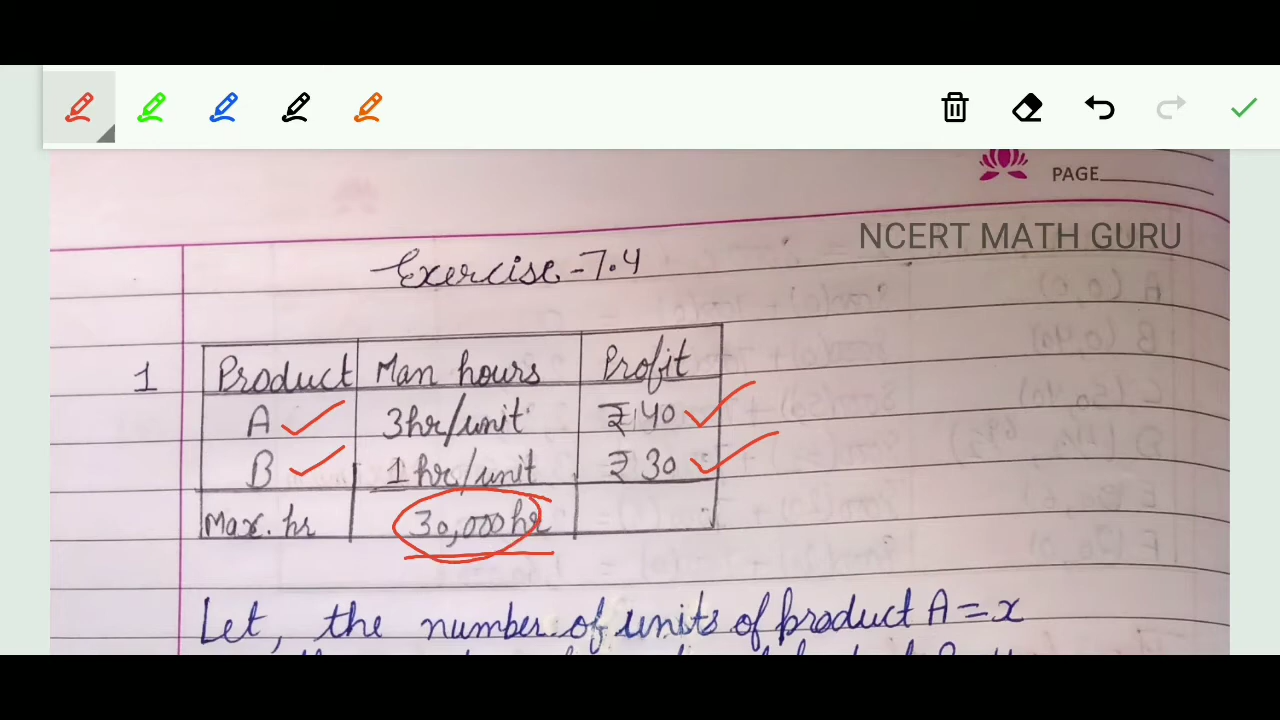 PAGE
NCERT MATH GURU
Exercise-7.4
1
Product Man hours Profit
A 3hr/unit ₹40
B 1hr/unit ₹30
Max. hr 30,000hr
Let, the number of units of product A=x